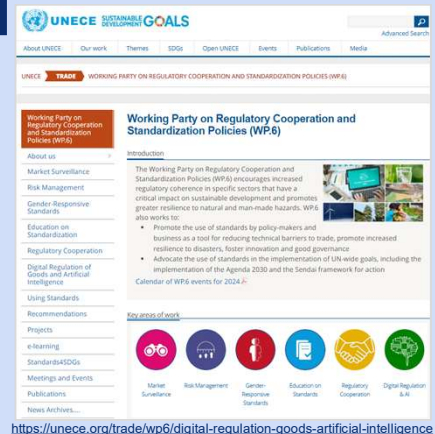 UNECE SUSTAINABLE DEVELOPMENT GOALS
Advanced Search
About UNECE Our work Themes SDGs Open UNECE Events Publications Media
UNECE TRADE WORKING PARTY ON REGULATORY COOPERATION AND STANDARDIZATION POLICIES (WP.6)
Working Party on
Regulatory Cooperation
and Standardization
Policies (WP.6)
About us
Market Surveillance
Risk Management
Gender-Responsive
Standards
Education on
Standardization
Regulatory Cooperation
Digital Regulation of
Goods and Artificial
Intelligence
Using Standards
Recommendations
Projects
e-learning
Standards4SDGs
Meetings and Events
Publications
News Archives....
Working Party on Regulatory Cooperation and
Standardization Policies (WP.6)
Introduction
The Working Party on Regulatory Cooperation and
Standardization Policies (WP.6) encourages increased
regulatory coherence in specific sectors that have a
critical impact on sustainable development and promotes
greater resilience to natural and man-made hazards. WP.6
also works to:
• Promote the use of standards by policy-makers and
business as a tool for reducing technical barriers to trade, promote increased
resilience to disasters, foster innovation and good governance
• Advocate the use of standards in the implementation of UN-wide goals, including the
implementation of the Agenda 2030 and the Sendai framework for action
Calendar of WP.6 events for 2024
Key areas of work
Market
Surveillance
Risk Management
Gender-
Responsive
Standards
Education on
Standards
Regulatory
Cooperation
Digital Regulation
& AI
https://unece.org/trade/wp6/digital-regulation-goods-artificial-intelligence